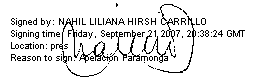 Signed by: NAHIL LILIANA HIRSH CARRILLO
Signing time: Friday, September 21, 2007, 20:38:24 GMT
Location: pres
Reason to sign: Apelación Paramonga